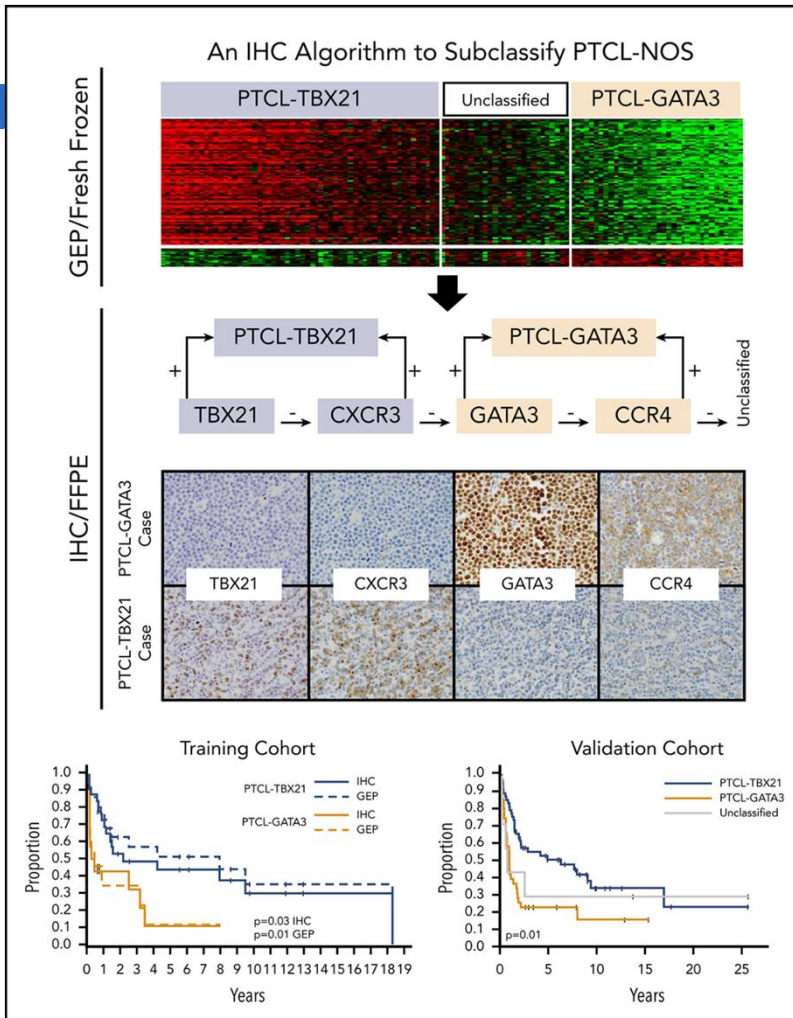 An IHC Algorithm to Subclassify PTCL-NOS
GEP/Fresh Frozen
PTCL-TBX21 Unclassified PTCL-GATA3
IHC/FFPE
PTCL-TBX21 PTCL-GATA3
+ + + +
TBX21 - CXCR3 - GATA3 - CCR4 - Unclassified
PTCL-GATA3
Case
TBX21 CXCR3 GATA3 CCR4
PTCL-TBX21
Case
Training Cohort
PTCL-TBX21 IHC
GEP
PTCL-GATA3 IHC
GEP
Proportion
1.0
0.9
0.8
0.7
0.6
0.5
0.4
0.3
0.2
0.1
0.0
p=0.03 IHC
p=0.01 GEP
0 1 2 3 4 5 6 7 8 9 10 11 12 13 14 15 16 17 18 19
Years
Validation Cohort
PTCL-TBX21
PTCL-GATA3
Unclassified
Proportion
1.0
0.9
0.8
0.7
0.6
0.5
0.4
0.3
0.2
0.1
0.0
p=0.01
0 5 10 15 20 25
Years